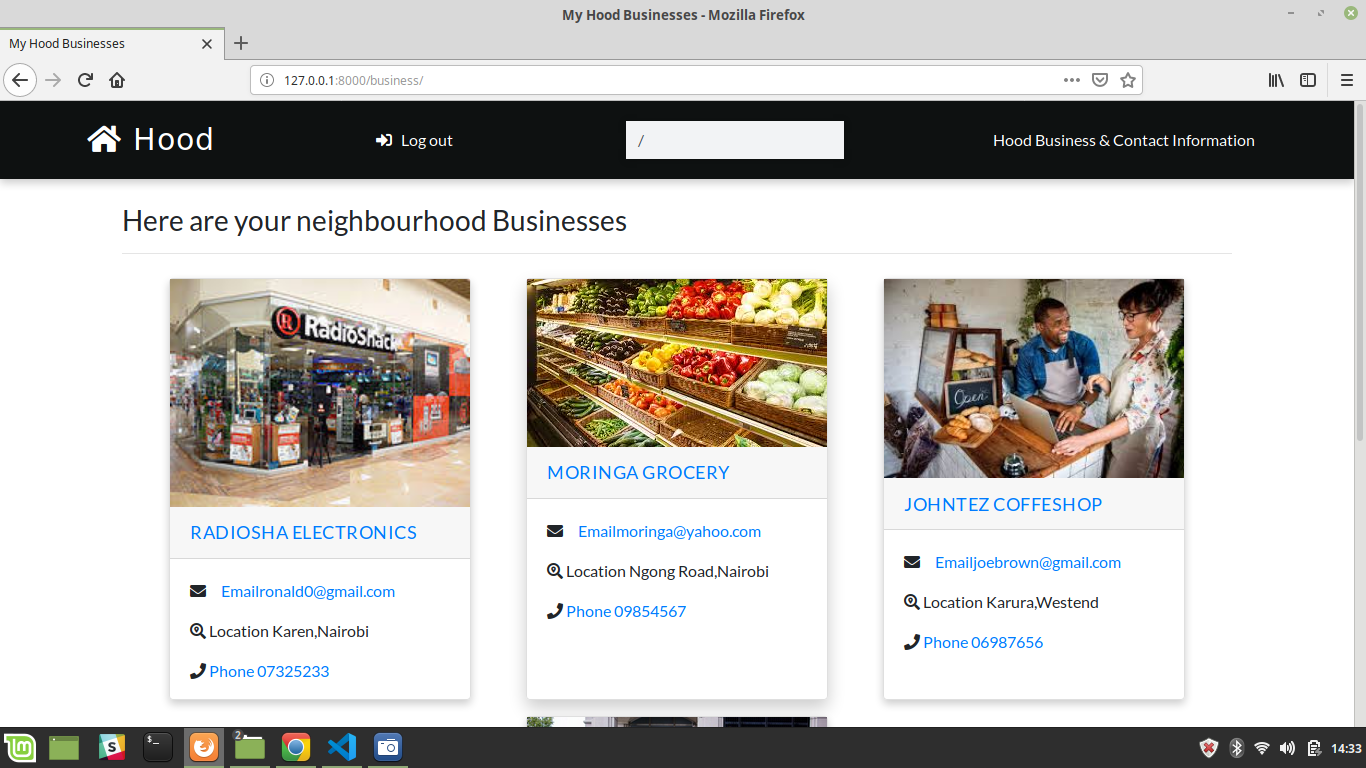 My Hood Businesses - Mozilla Firefox
My Hood Businesses
127.0.0.1:8000/business/
Hood
Log out
/
Hood Business & Contact Information
Here are your neighbourhood Businesses
R RadioShack
Open
RADIOSHA ELECTRONICS
Emailronald0@gmail.com
Location Karen,Nairobi
Phone 07325233
MORINGA GROCERY
Emailmoringa@yahoo.com
Location Ngong Road,Nairobi
Phone 09854567
JOHNTEZ COFFESHOP
Emailjoebrown@gmail.com
Location Karura,Westend
Phone 06987656
S
$_
2
14:33